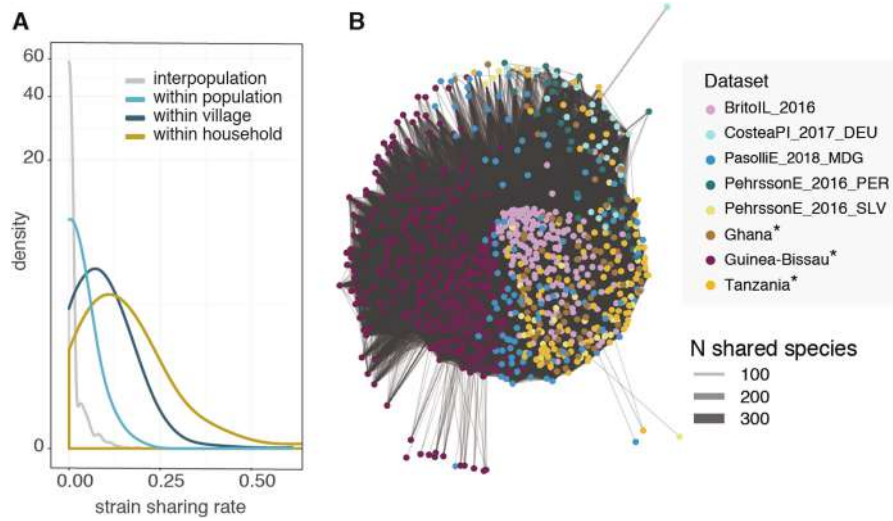 A
60
40
20
0
density
interpopulation
within population
within village
within household
0.00
0.25
0.50
strain sharing rate
B
Dataset
BritoIL_2016
CosteaPI_2017_DEU
PasolliE_2018_MDG
PehrssonE_2016_PER
PehrssonE_2016_SLV
Ghana*
Guinea-Bissau*
Tanzania*
N shared species
100
200
300